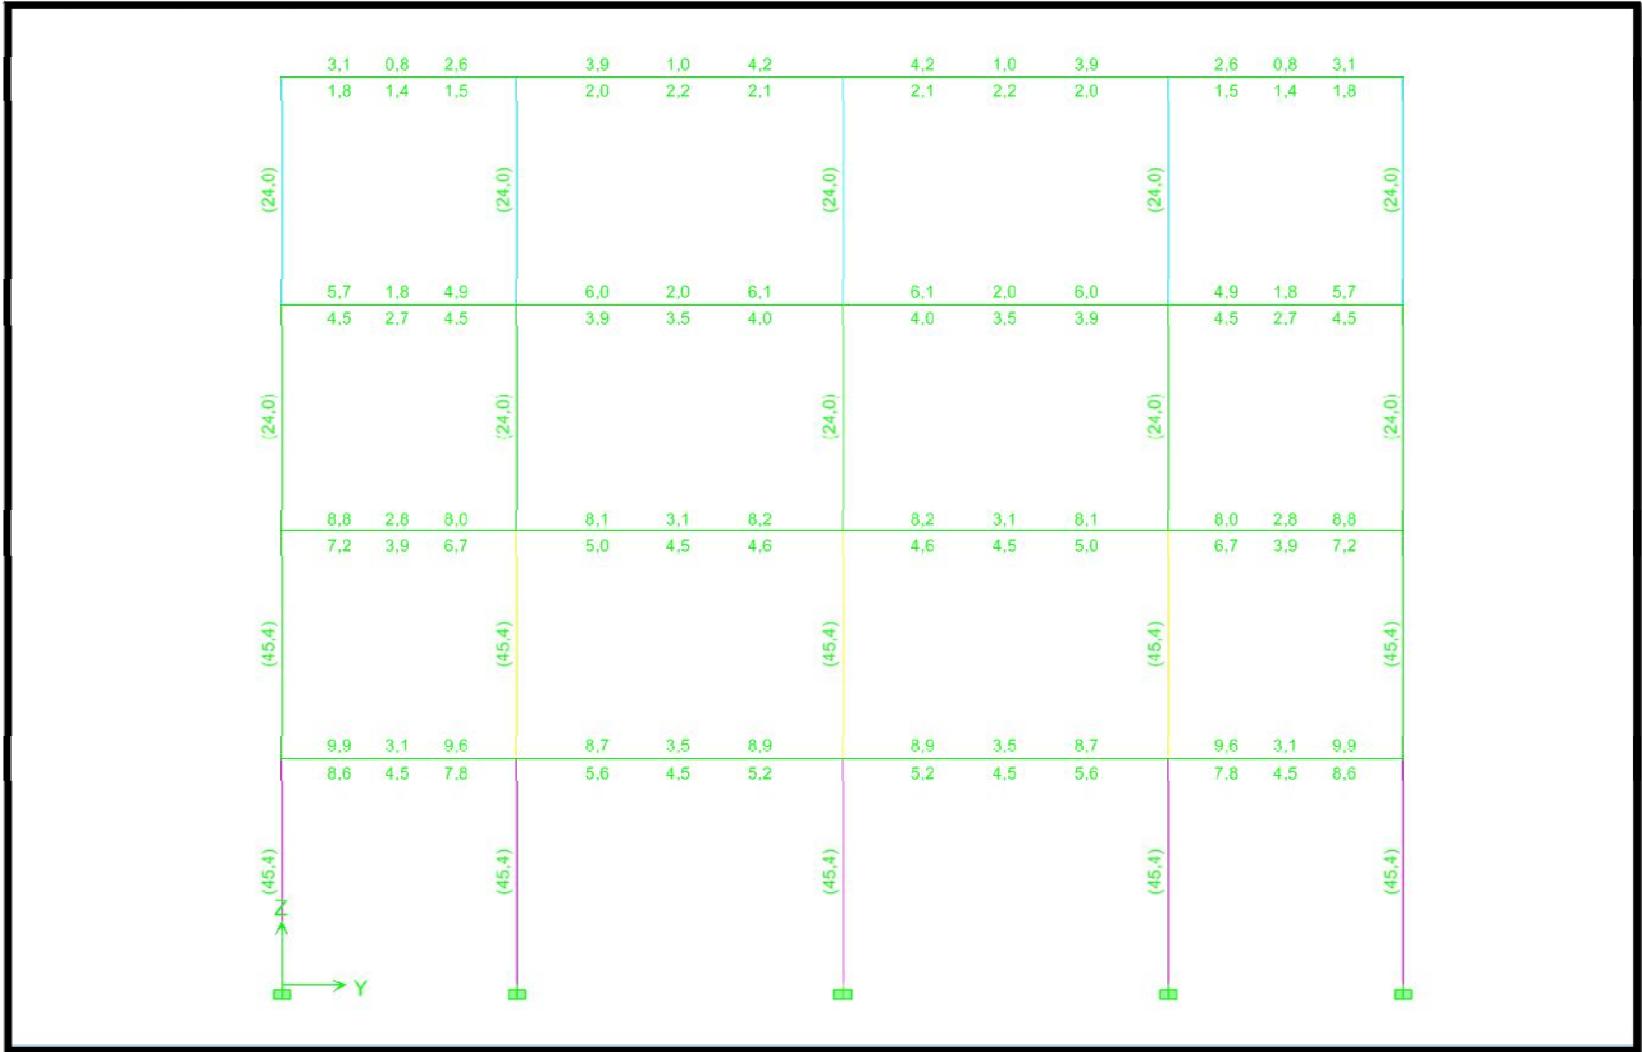 3,1 0,8 2,6 3,9 1,0 4,2 4,2 1,0 3,9 2,6 0,8 3,1
1,8 1,4 1,5 2,0 2,2 2,1 2,1 2,2 2,0 1,5 1,4 1,8
(24,0) (24,0) (24,0) (24,0) (24,0)
5,7 1,8 4,9 6,0 2,0 6,1 6,1 2,0 6,0 4,9 1,8 5,7
4,5 2,7 4,5 3,9 3,5 4,0 4,0 3,5 3,9 4,5 2,7 4,5
(24,0) (24,0) (24,0) (24,0) (24,0)
8,8 2,8 8,0 8,1 3,1 8,2 8,2 3,1 8,1 8,0 2,8 8,8
7,2 3,9 6,7 5,0 4,5 4,6 4,6 4,5 5,0 6,7 3,9 7,2
(45,4) (45,4) (45,4) (45,4) (45,4)
9,9 3,1 9,6 8,7 3,5 8,9 8,9 3,5 8,7 9,6 3,1 9,9
8,6 4,5 7,8 5,6 4,5 5,2 5,2 4,5 5,6 7,8 4,5 8,6
(45,4) (45,4) (45,4) (45,4) (45,4)
Z
Y